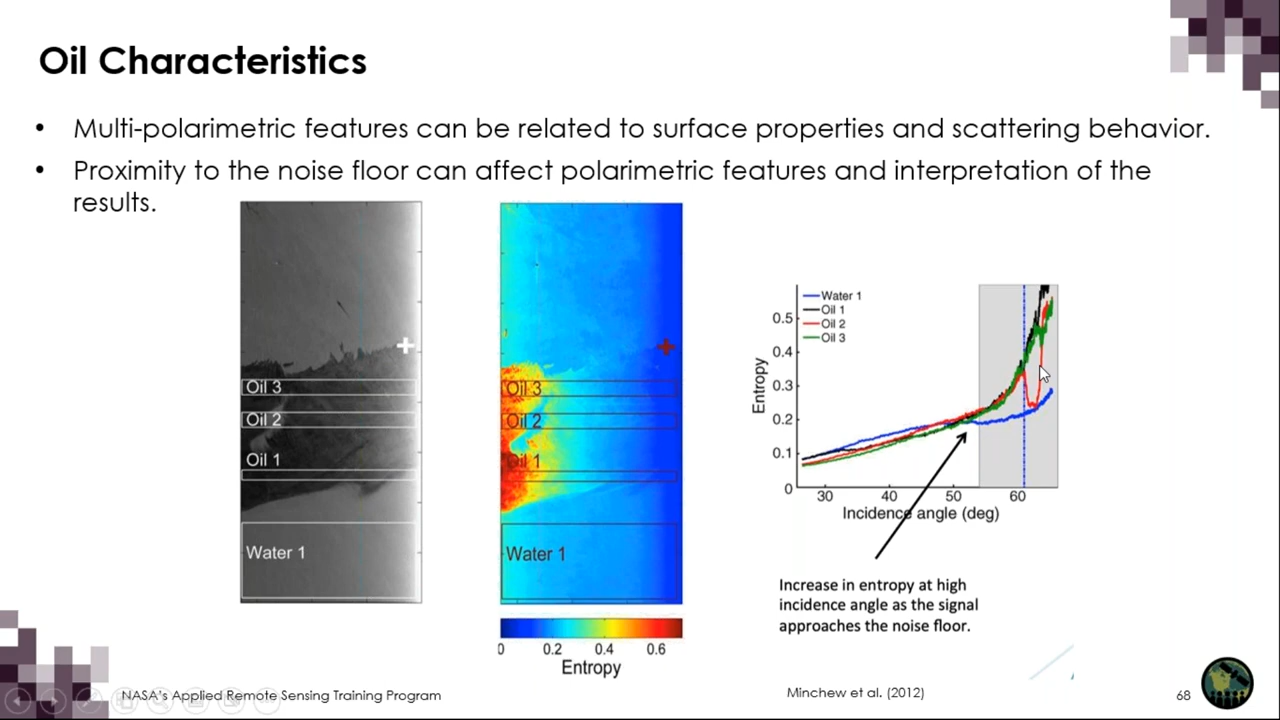 Oil Characteristics
• Multi-polarimetric features can be related to surface properties and scattering behavior.
• Proximity to the noise floor can affect polarimetric features and interpretation of the
results.
Oil 3
Oil 2
Oil 1
Water 1
Oil 3
Oil 2
Oil 1
Water 1
0 0.2 0.4 0.6
Entropy
Water 1
Oil 1
Oil 2
Oil 3
Entropy
0.5
0.4
0.3
0.2
0.1
0
30 40 50 60
Incidence angle (deg)
Increase in entropy at high
incidence angle as the signal
approaches the noise floor.
NASA's Applied Remote Sensing Training Program
Minchew et al. (2012)
68